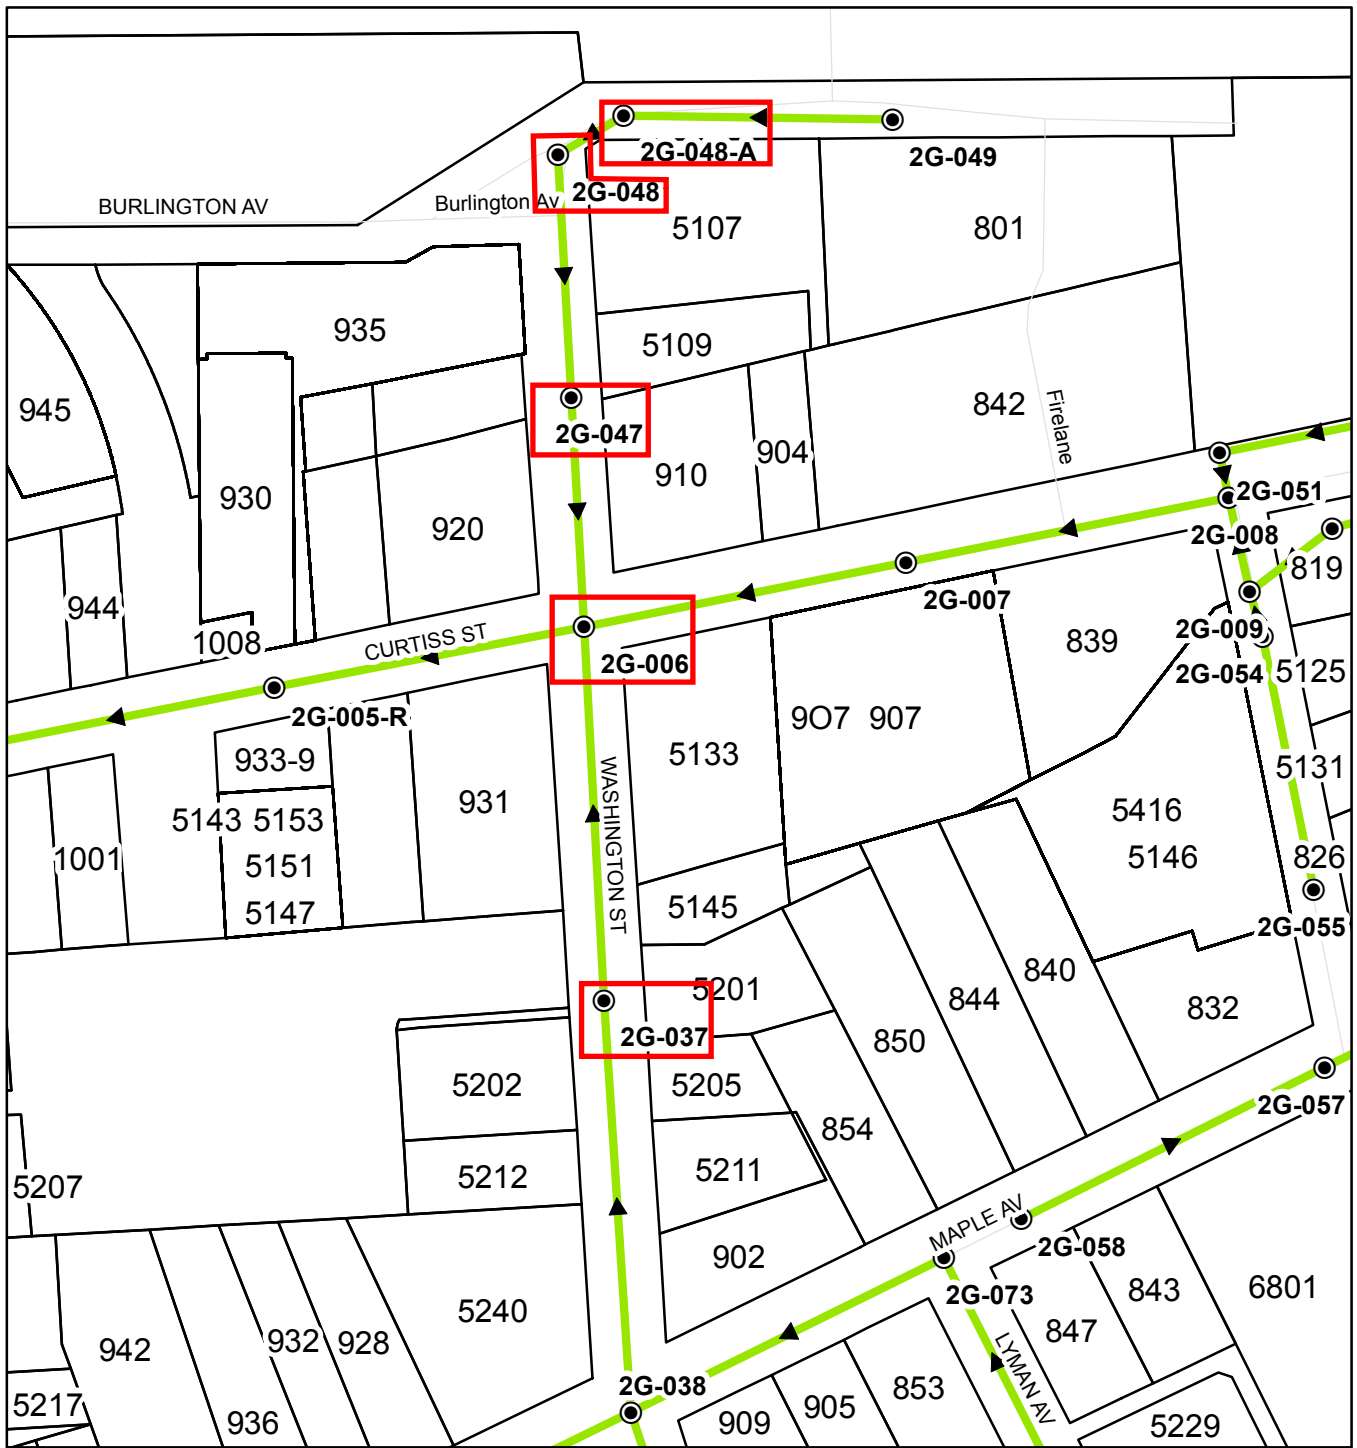 2G-048-A
2G-049
2G-048
BURLINGTON AV
Burlington Av
5107
801
935
5109
945
842
Firelane
2G-047
904
910
930
920
2G-051
2G-008
819
2G-007
944
1008
CURTISS ST
2G-006
2G-009
839
2G-054
5125
2G-005-R
9O7 907
933-9
5133
WASHINGTON ST
5131
931
5143 5153
5416
1001
5151
5146
826
5147
5145
2G-055
840
5201
844
832
2G-037
850
5202
5205
2G-057
854
5211
5212
5207
MAPLE AV
2G-058
902
6801
843
2G-073
5240
847
932 928
942
LYMAN AV
2G-038
853
5217
905
936
909
5229